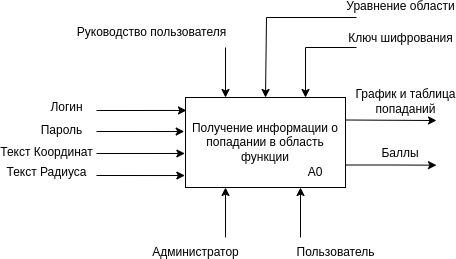 Уравнение области
Руководство пользователя
Ключ шифрования
График и таблица
попаданий
Логин
Пароль
Текст Координат
Текст Радиуса
Получение информации о
попадании в область
функции
А0
Баллы
Администратор
Пользователь